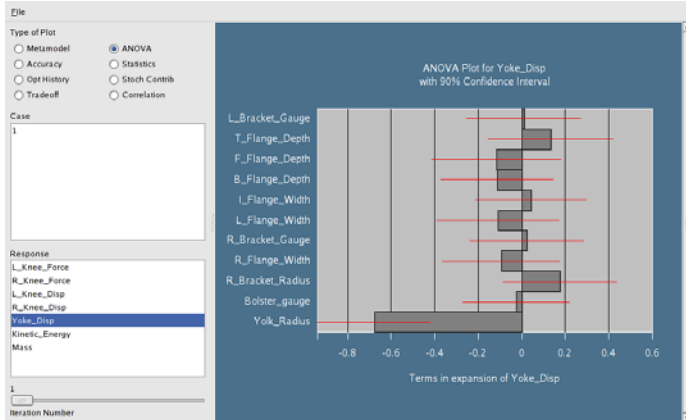 File
Type of Plot
Metamodel
ANOVA
Accuracy
Statistics
Opt History
Stoch Contrib
Tradeoff
Correlation
Case
1
Response
L_Knee_Force
R_Knee_Force
L_Knee_Disp
R_Knee_Disp
Yoke_Disp
Kinetic_Energy
Mass
1
Iteration Number
ANOVA Plot for Yoke_Disp
with 90% Confidence Interval
L_Bracket_Gauge
T_Flange_Depth
F_Flange_Depth
B_Flange_Depth
I_Flange_Width
L_Flange_Width
R_Bracket_Gauge
R_Flange_Width
R_Bracket_Radius
Bolster_gauge
Yolk_Radius
-0.8 -0.6 -0.4 -0.2 0 0.2 0.4 0.6
Terms in expansion of Yoke_Disp